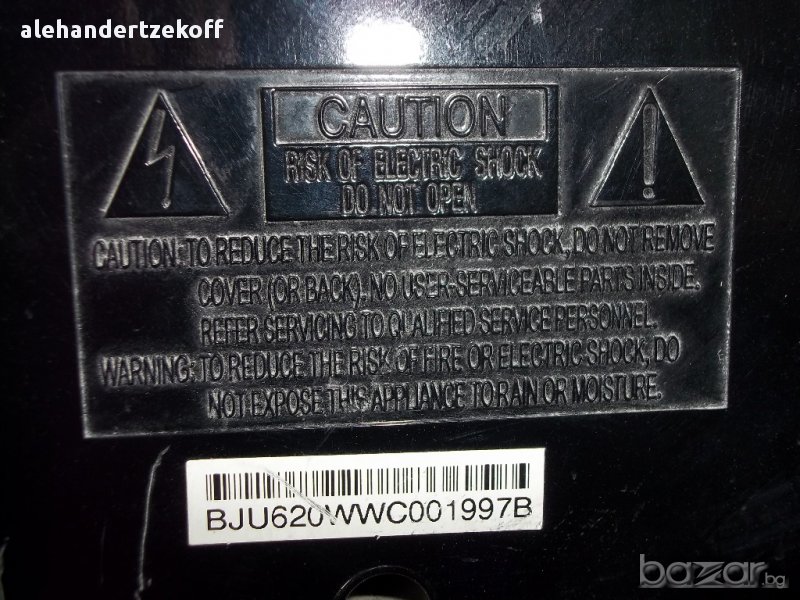 alehandertzekoff
CAUTION
RISK OF ELECTRIC SHOCK
DO NOT OPEN
CAUTION: TO REDUCE THE RISK OF ELECTRIC SHOCK, DO NOT REMOVE
COVER (OR BACK). NO USER-SERVICEABLE PARTS INSIDE.
REFER SERVICING TO QUALIFIED SERVICE PERSONNEL.
WARNING: TO REDUCE THE RISK OF FIRE OR ELECTRIC SHOCK, DO
NOT EXPOSE THIS APPLIANCE TO RAIN OR MOISTURE.
BJU620WWC001997B
bazar.bg